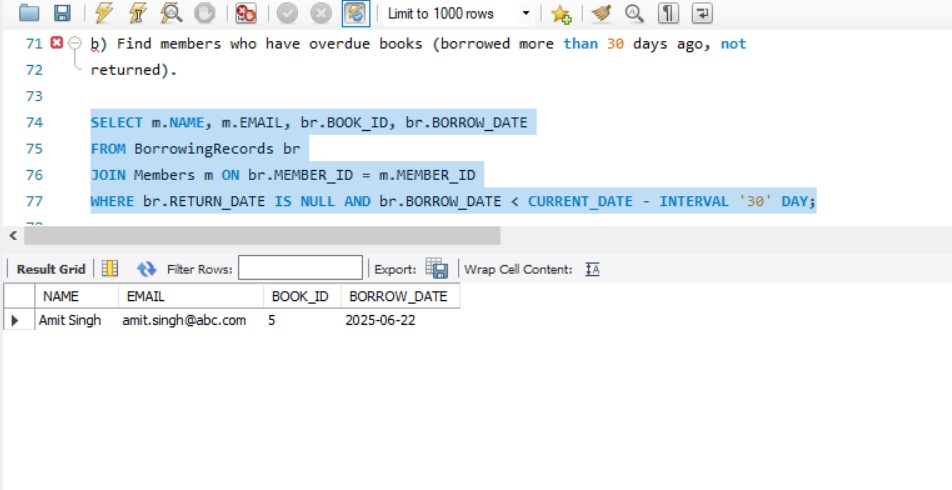 Limit to 1000 rows
71 b) Find members who have overdue books (borrowed more than 30 days ago, not
72 returned).
73
74 SELECT m.NAME, m.EMAIL, br.BOOK_ID, br.BORROW_DATE
75 FROM BorrowingRecords br
76 JOIN Members m ON br.MEMBER_ID = m.MEMBER_ID
77 WHERE br.RETURN_DATE IS NULL AND br.BORROW_DATE < CURRENT_DATE - INTERVAL '30' DAY;
Result Grid Filter Rows: Export: Wrap Cell Content:
NAME EMAIL BOOK_ID BORROW_DATE
Amit Singh amit.singh@abc.com 5 2025-06-22